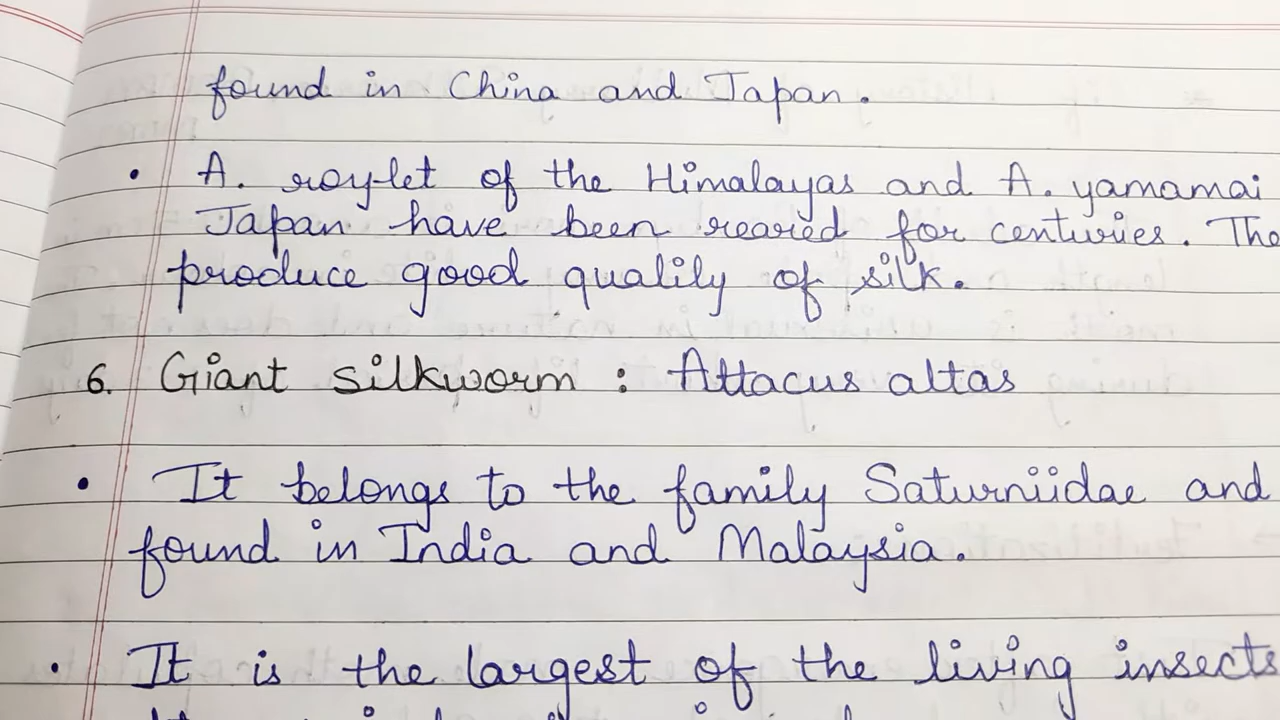 found in China and Japan.
• A. roylet of the Himalayas and A. yamamai
Japan have been reared for centuries. The
produce good quality of silk.
6. Giant silkworm : Attacus altas
• It belongs to the family Saturniidae and
found in India and Malaysia.
• It is the largest of the living insects